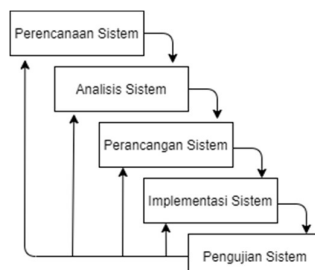 Perencanaan Sistem
Analisis Sistem
Perancangan Sistem
Implementasi Sistem
Pengujian Sistem